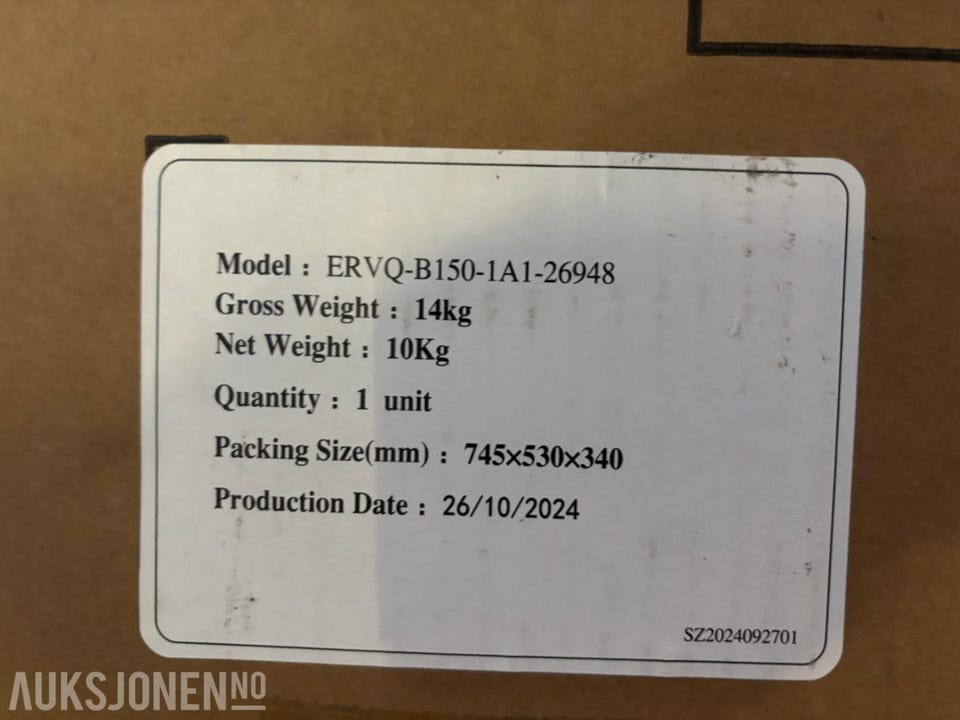 Model : ERVQ-B150-1A1-26948
Gross Weight : 14kg
Net Weight : 10Kg
Quantity : 1 unit
Packing Size(mm) : 745×530×340
Production Date : 26/10/2024
SZ2024092701
AUKSJONEN NO